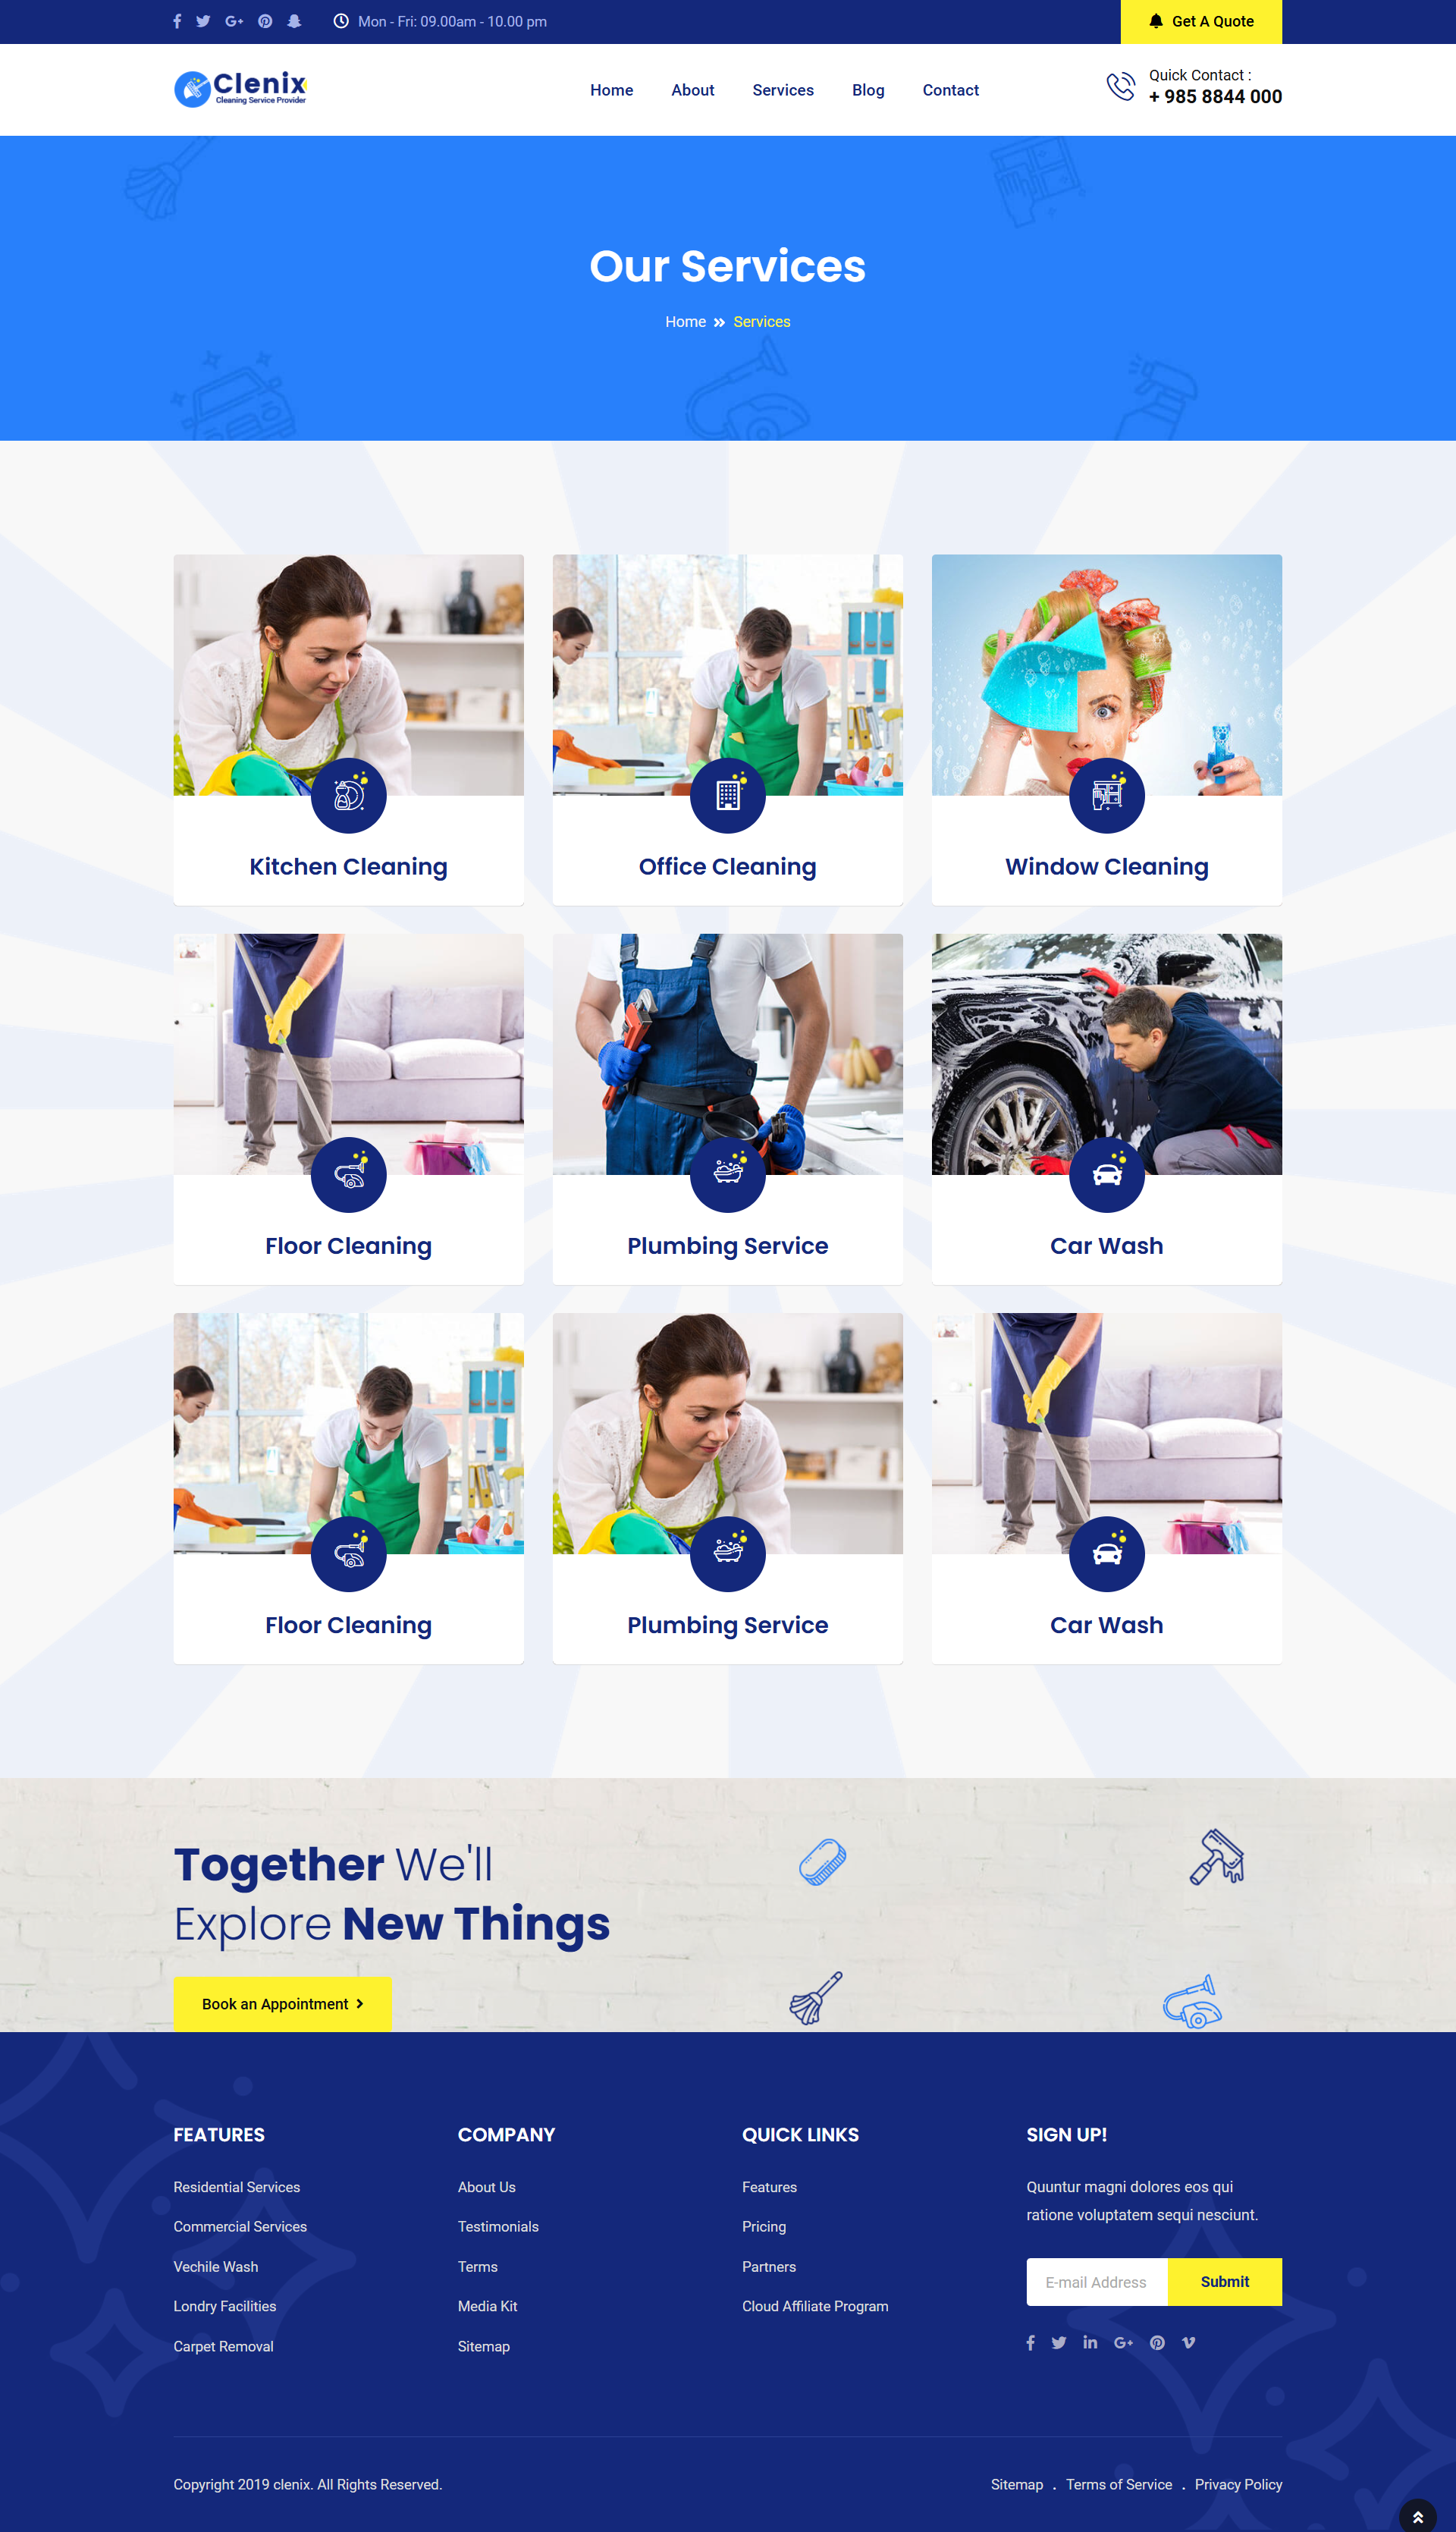 Mon - Fri: 09.00am - 10.00 pm
Get A Quote
Clenix
Cleaning Service Provider
Home
About
Services
Blog
Contact
Quick Contact :
+ 985 8844 000
Our Services
Home
Services
Kitchen Cleaning
Office Cleaning
Window Cleaning
Floor Cleaning
Plumbing Service
Car Wash
Floor Cleaning
Plumbing Service
Car Wash
Together We'll
Explore New Things
Book an Appointment
FEATURES
Residential Services
Commercial Services
Vechile Wash
Londry Facilities
Carpet Removal
COMPANY
About Us
Testimonials
Terms
Media Kit
Sitemap
QUICK LINKS
Features
Pricing
Partners
Cloud Affiliate Program
SIGN UP!
Quuntur magni dolores eos qui
ratione voluptatem sequi nesciunt.
E-mail Address
Submit
Copyright 2019 clenix. All Rights Reserved.
Sitemap . Terms of Service . Privacy Policy